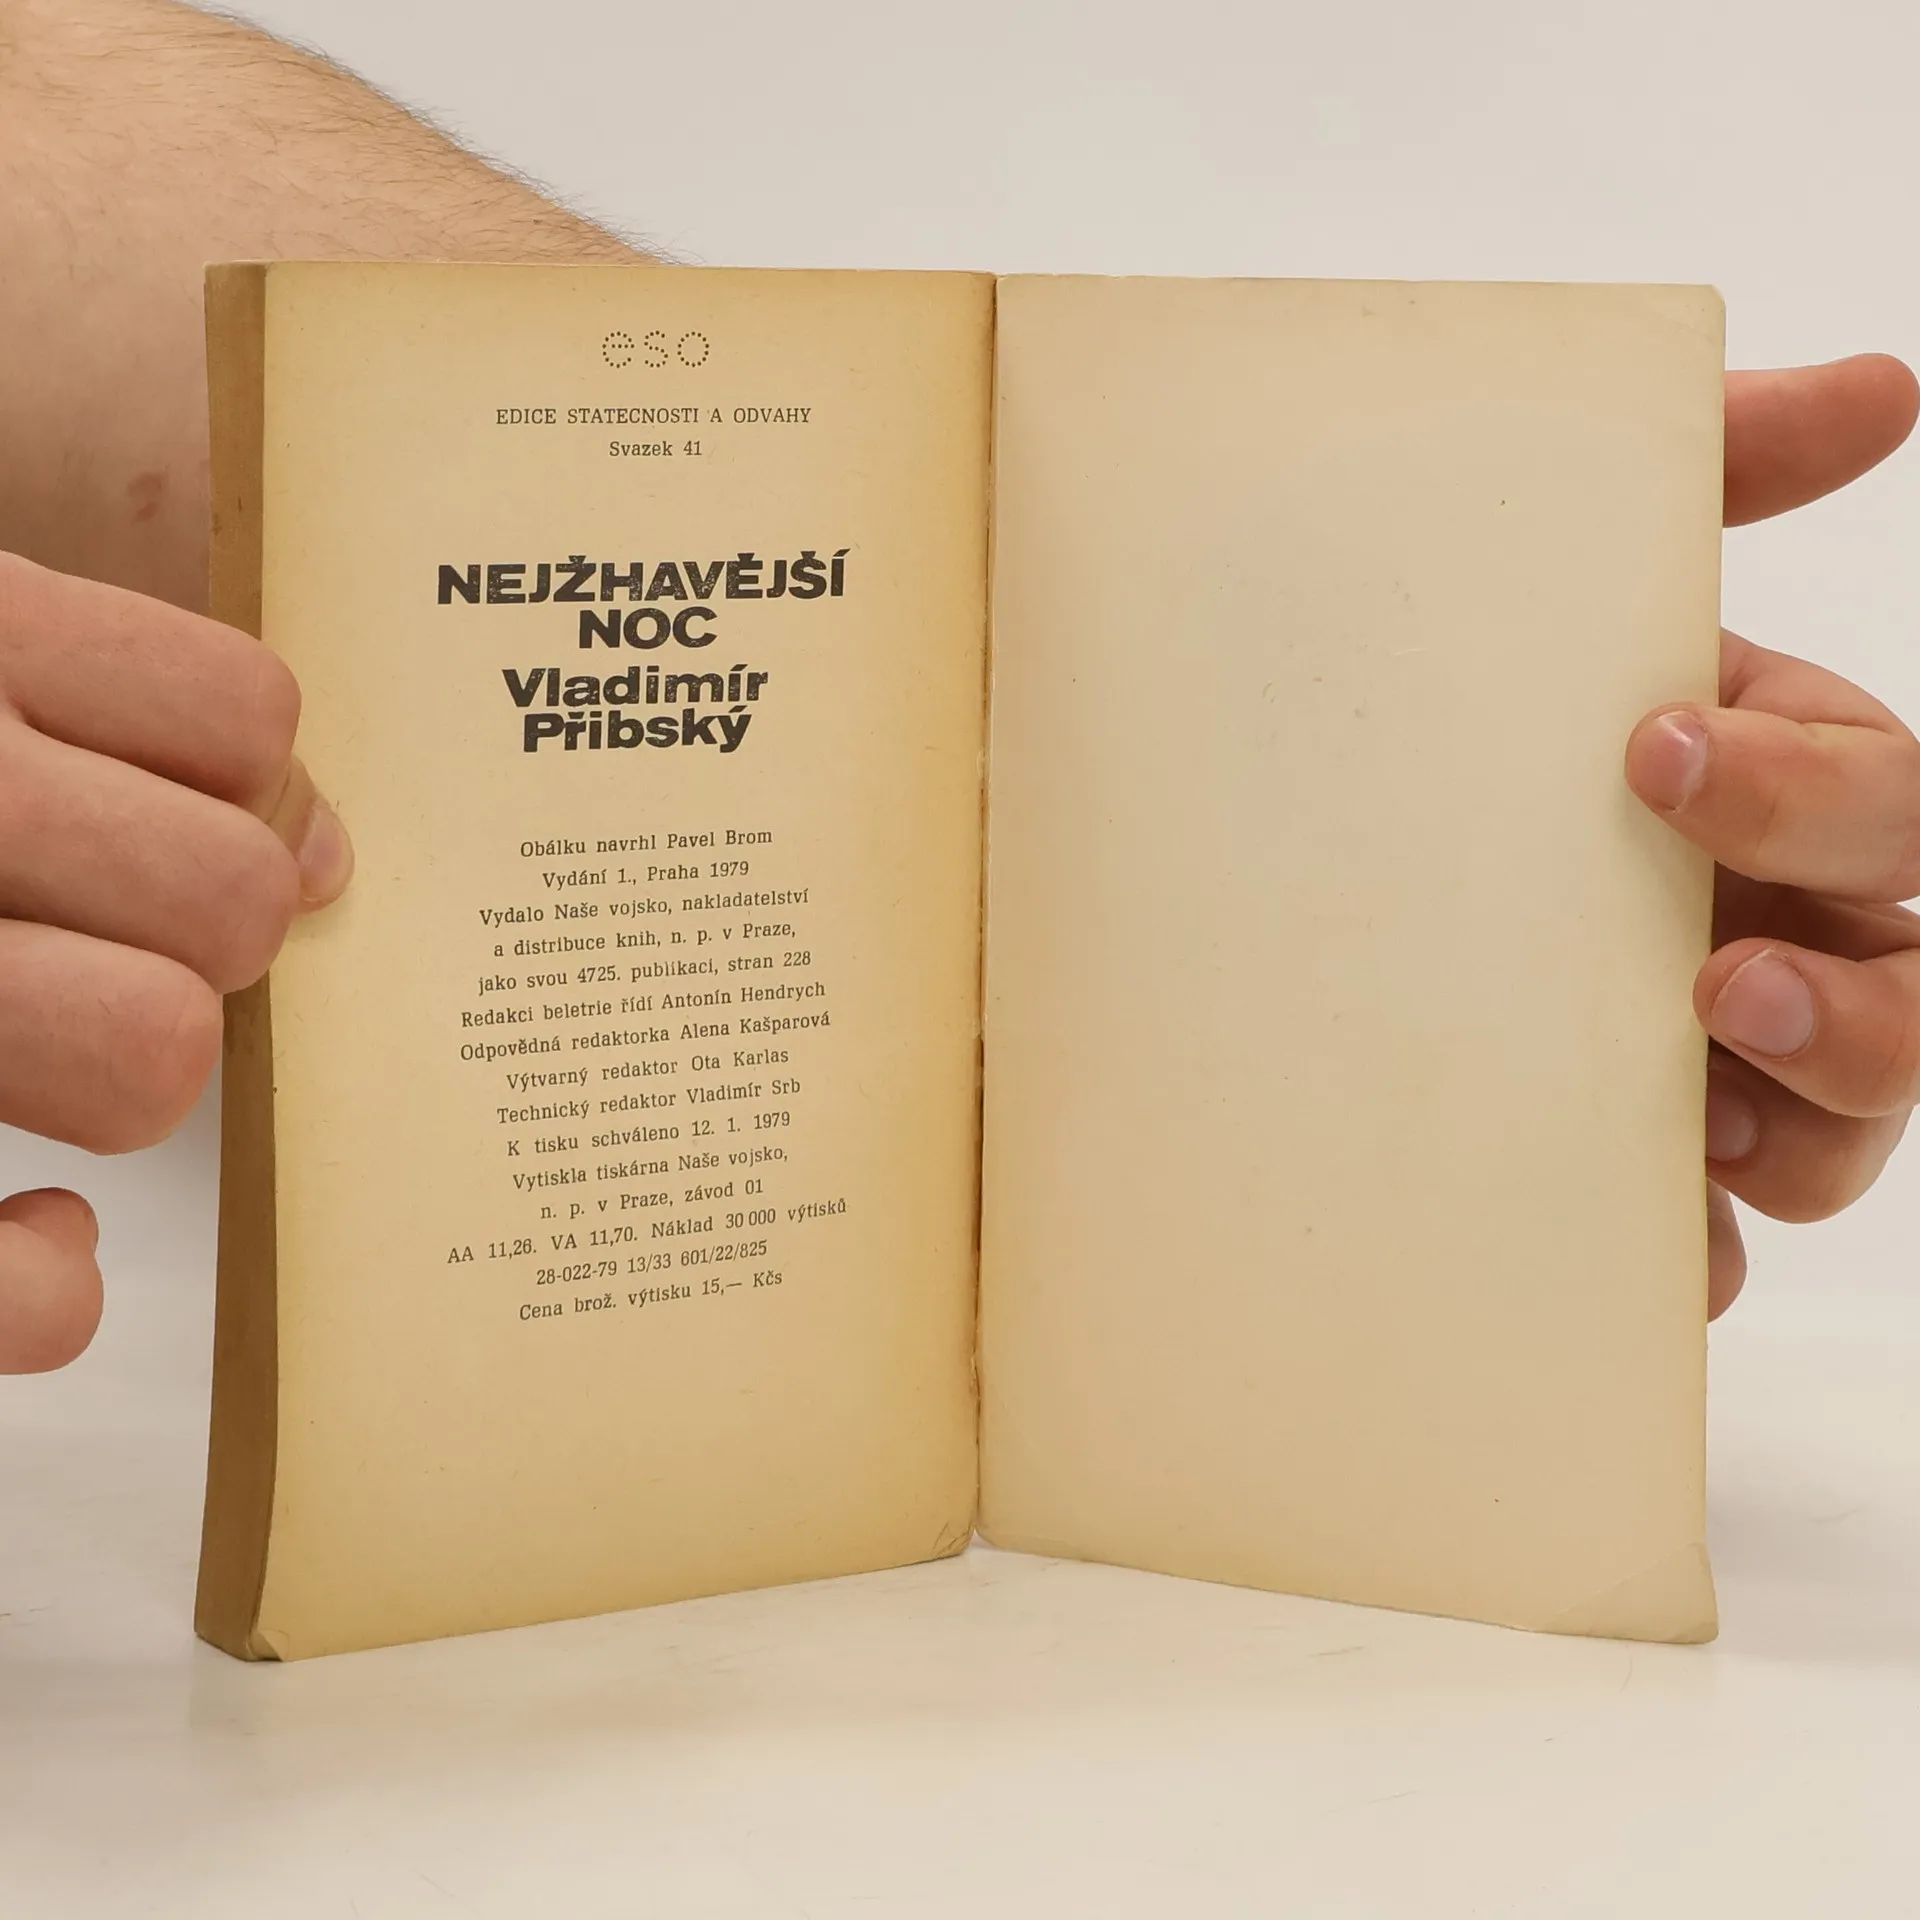 eso
EDICE STATECNOSTI A ODVAHY
Svazek 41
NEJŽHAVĚJŠÍ
NOC
Vladimír
Přibský
Obálku navrhl Pavel Brom
Vydání 1., Praha 1979
Vydalo Naše vojsko, nakladatelství
a distribuce knih, n. p. v Praze,
jako svou 4725. publikaci, stran 228
Redakci beletrie řídí Antonín Hendrych
Odpovědná redaktorka Alena Kašparová
Výtvarný redaktor Ota Karlas
Technický redaktor Vladimír Srb
K tisku schváleno 12. 1. 1979
Vytiskla tiskárna Naše vojsko,
n. p. v Praze, závod 01
AA 11,26. VA 11,70. Náklad 30 000 výtisků
28-022-79 13/33 601/22/825
Cena brož. výtisku 15,— Kčs